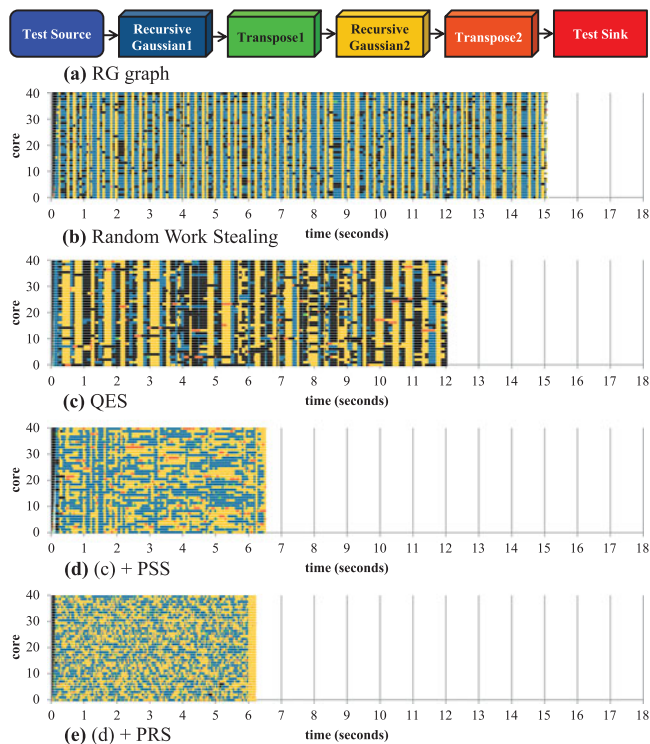 Test Source Recursive Gaussian1 Transpose1 Recursive Gaussian2 Transpose2 Test Sink
(a) RG graph
40
30
20
10
0
core
0 1 2 3 4 5 6 7 8 9 10 11 12 13 14 15 16 17 18
time (seconds)
(b) Random Work Stealing
40
30
20
10
0
core
0 1 2 3 4 5 6 7 8 9 10 11 12 13 14 15 16 17 18
time (seconds)
(c) QES
40
30
20
10
0
core
0 1 2 3 4 5 6 7 8 9 10 11 12 13 14 15 16 17 18
time (seconds)
(d) (c) + PSS
40
30
20
10
0
core
0 1 2 3 4 5 6 7 8 9 10 11 12 13 14 15 16 17 18
time (seconds)
(e) (d) + PRS